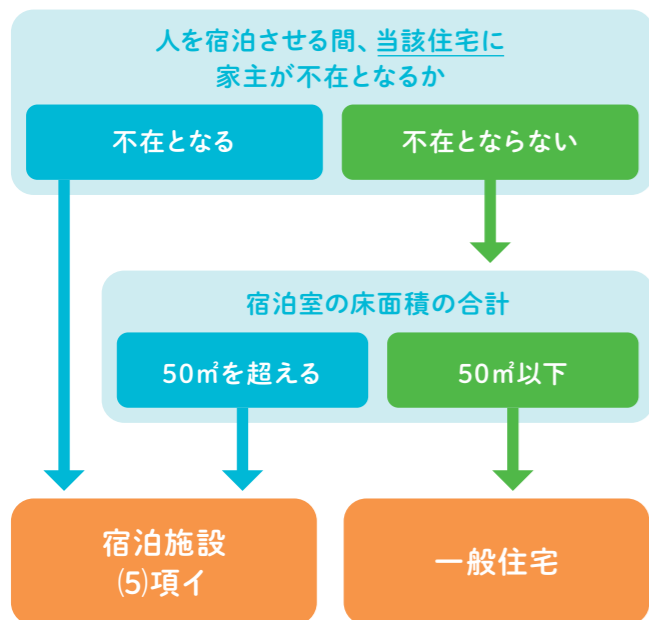 人を宿泊させる間、当該住宅に
家主が不在となるか
不在となる
不在とならない
宿泊室の床面積の合計
50㎡を超える
50㎡以下
宿泊施設
(5)項イ
一般住宅